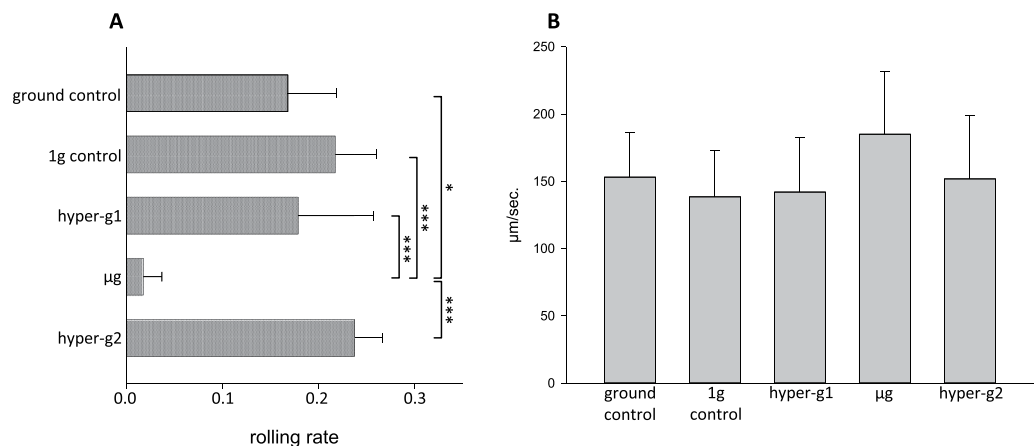 A
ground control
1g control
hyper-g1
µg
hyper-g2
*
***
***
***
0.0 0.1 0.2 0.3
rolling rate
B
250
200
150
100
50
0
µm/sec.
ground control
1g control
hyper-g1
µg
hyper-g2